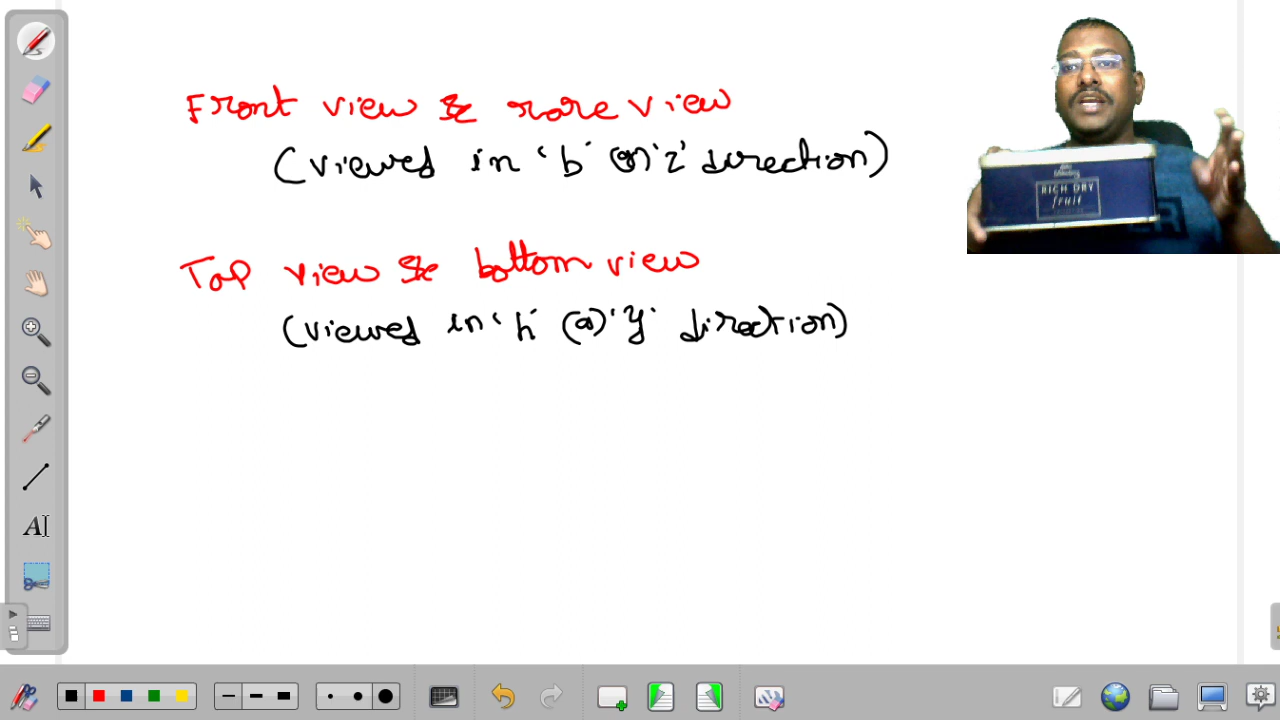 Front view & rare view
(viewed in 'b' (or) 'z' direction)
Top view & bottom view
(viewed in 'h' (or) 'y' direction)
RICH DRY
fruit
A